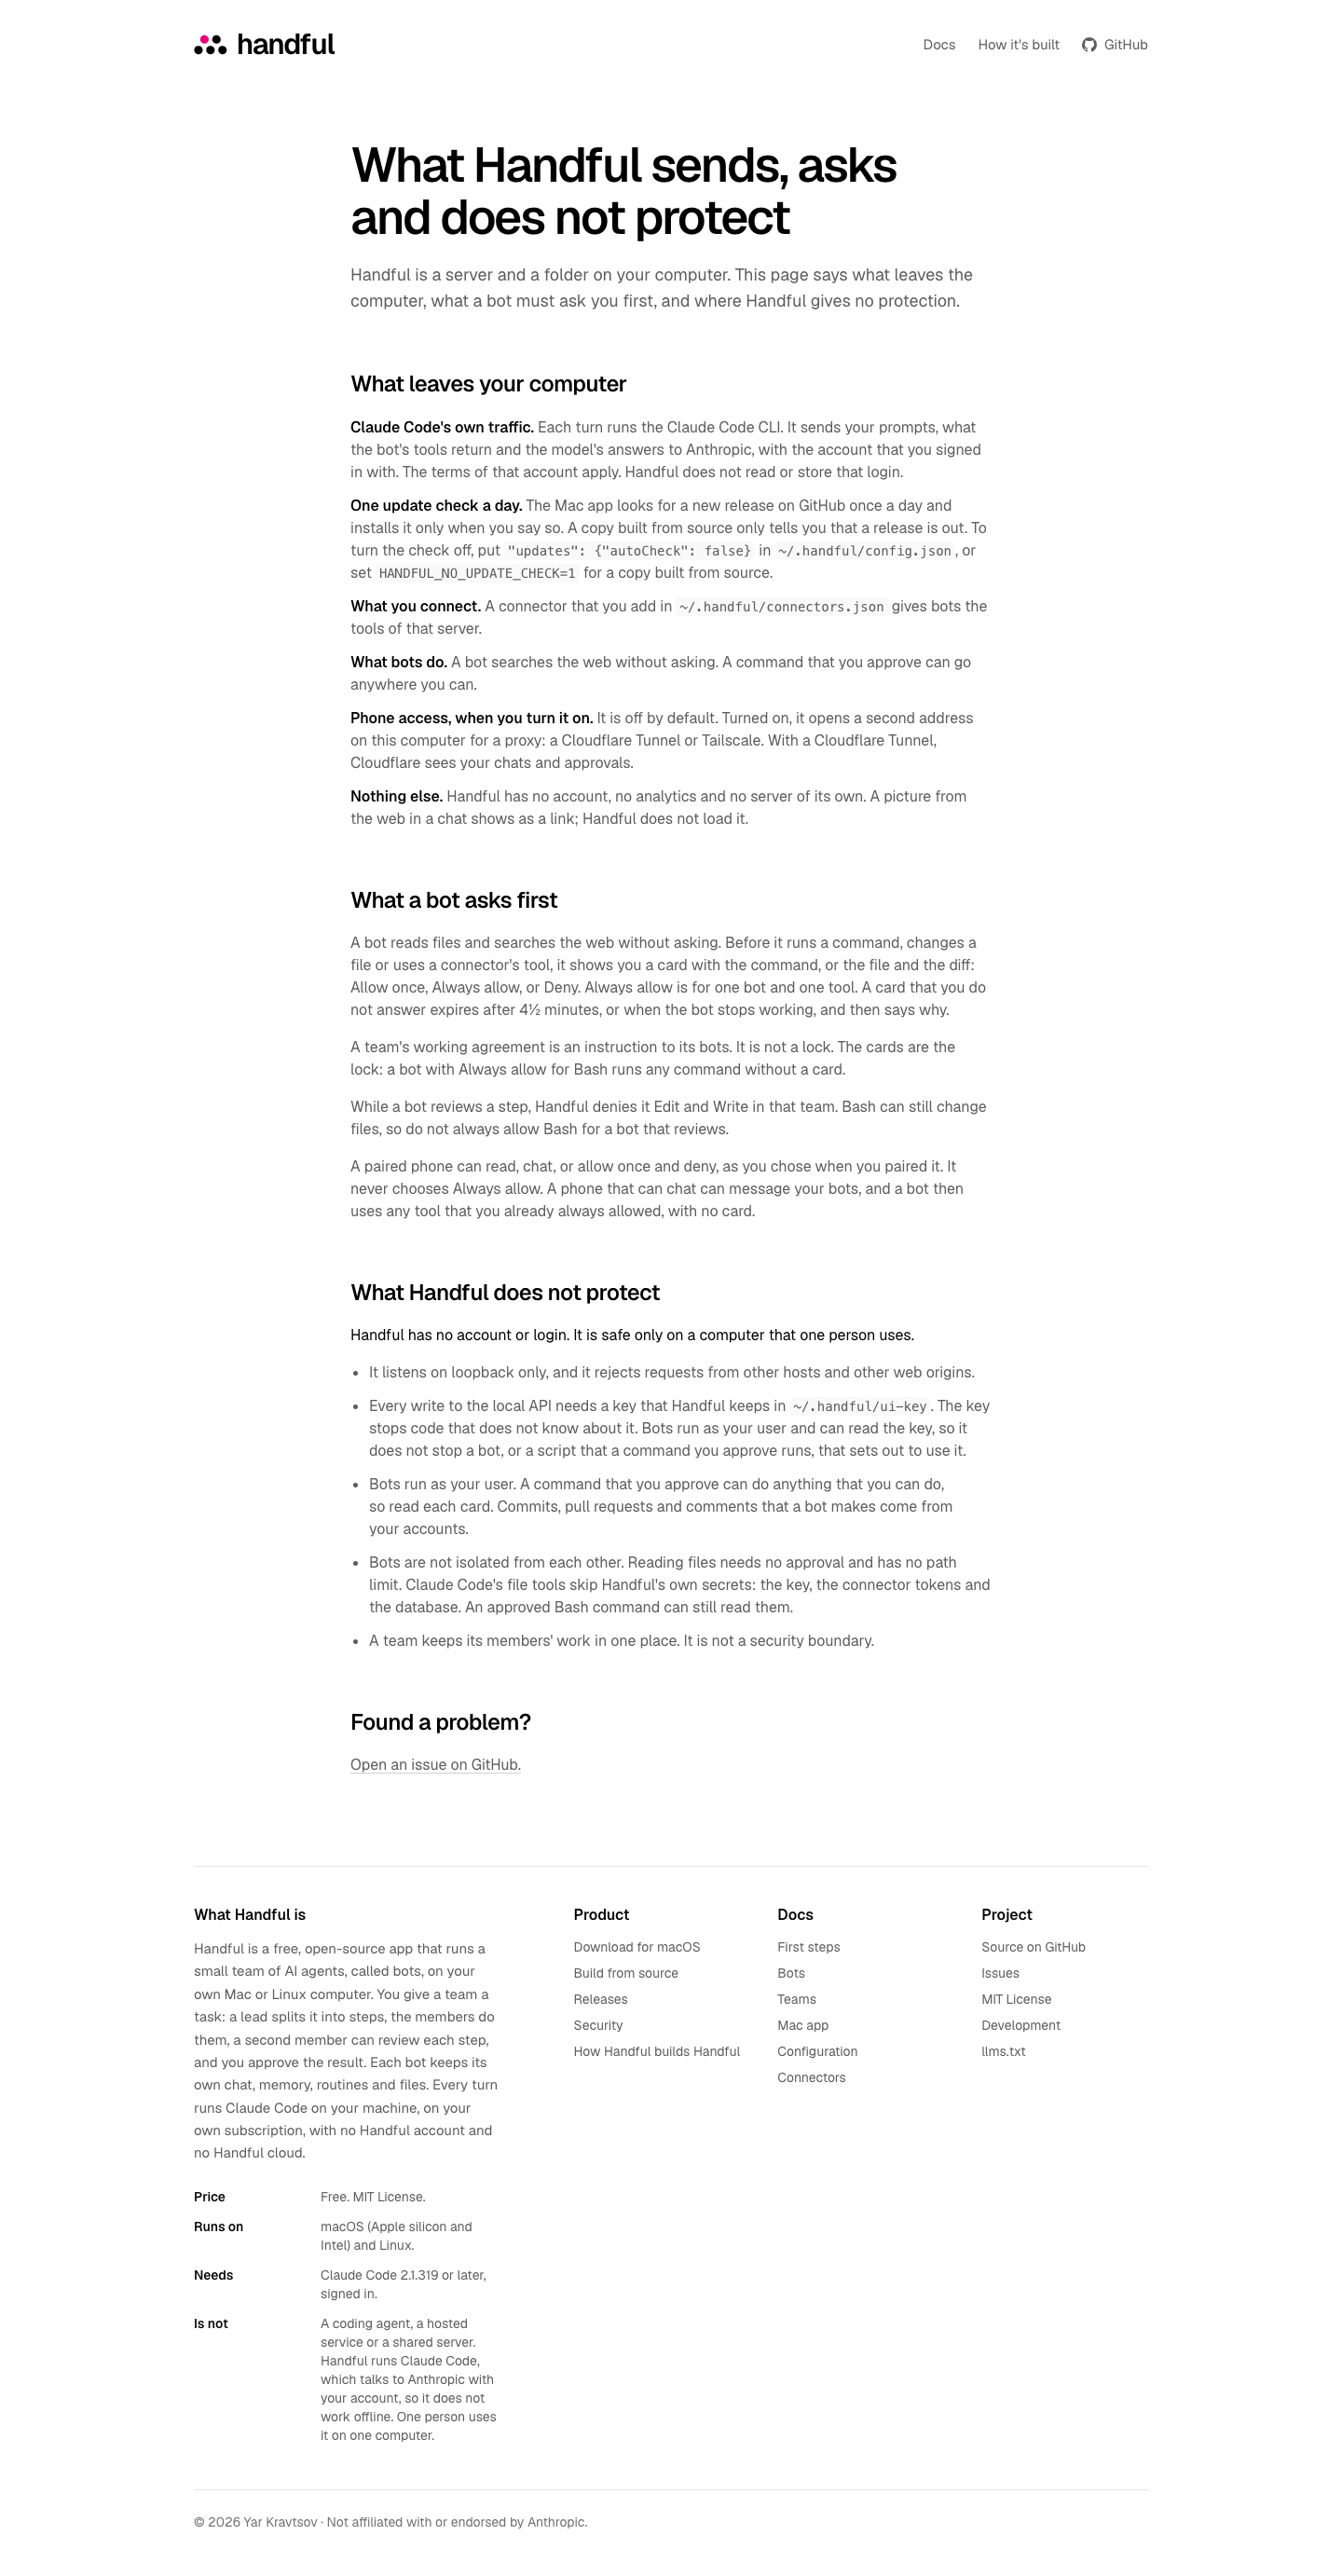 handful
Docs
How it's built
GitHub
What Handful sends, asks
and does not protect
Handful is a server and a folder on your computer. This page says what leaves the
computer, what a bot must ask you first, and where Handful gives no protection.
What leaves your computer
Claude Code's own traffic. Each turn runs the Claude Code CLI. It sends your prompts, what
the bot's tools return and the model's answers to Anthropic, with the account that you signed
in with. The terms of that account apply. Handful does not read or store that login.
One update check a day. The Mac app looks for a new release on GitHub once a day and
installs it only when you say so. A copy built from source only tells you that a release is out. To
turn the check off, put "updates": {"autoCheck": false} in ~/.handful/config.json, or
set HANDFUL_NO_UPDATE_CHECK=1 for a copy built from source.
What you connect. A connector that you add in ~/.handful/connectors.json gives bots the
tools of that server.
What bots do. A bot searches the web without asking. A command that you approve can go
anywhere you can.
Phone access, when you turn it on. It is off by default. Turned on, it opens a second address
on this computer for a proxy: a Cloudflare Tunnel or Tailscale. With a Cloudflare Tunnel,
Cloudflare sees your chats and approvals.
Nothing else. Handful has no account, no analytics and no server of its own. A picture from
the web in a chat shows as a link; Handful does not load it.
What a bot asks first
A bot reads files and searches the web without asking. Before it runs a command, changes a
file or uses a connector's tool, it shows you a card with the command, or the file and the diff:
Allow once, Always allow, or Deny. Always allow is for one bot and one tool. A card that you do
not answer expires after 4½ minutes, or when the bot stops working, and then says why.
A team's working agreement is an instruction to its bots. It is not a lock. The cards are the
lock: a bot with Always allow for Bash runs any command without a card.
While a bot reviews a step, Handful denies it Edit and Write in that team. Bash can still change
files, so do not always allow Bash for a bot that reviews.
A paired phone can read, chat, or allow once and deny, as you chose when you paired it. It
never chooses Always allow. A phone that can chat can message your bots, and a bot then
uses any tool that you already always allowed, with no card.
What Handful does not protect
Handful has no account or login. It is safe only on a computer that one person uses.
• It listens on loopback only, and it rejects requests from other hosts and other web origins.
• Every write to the local API needs a key that Handful keeps in ~/.handful/ui-key. The key
stops code that does not know about it. Bots run as your user and can read the key, so it
does not stop a bot, or a script that a command you approve runs, that sets out to use it.
• Bots run as your user. A command that you approve can do anything that you can do,
so read each card. Commits, pull requests and comments that a bot makes come from
your accounts.
• Bots are not isolated from each other. Reading files needs no approval and has no path
limit. Claude Code's file tools skip Handful's own secrets: the key, the connector tokens and
the database. An approved Bash command can still read them.
• A team keeps its members' work in one place. It is not a security boundary.
Found a problem?
Open an issue on GitHub.
What Handful is
Handful is a free, open-source app that runs a
small team of AI agents, called bots, on your
own Mac or Linux computer. You give a team a
task: a lead splits it into steps, the members do
them, a second member can review each step,
and you approve the result. Each bot keeps its
own chat, memory, routines and files. Every turn
runs Claude Code on your machine, on your
own subscription, with no Handful account and
no Handful cloud.
Price
Free. MIT License.
Runs on
macOS (Apple silicon and
Intel) and Linux.
Needs
Claude Code 2.1.319 or later,
signed in.
Is not
A coding agent, a hosted
service or a shared server.
Handful runs Claude Code,
which talks to Anthropic with
your account, so it does not
work offline. One person uses
it on one computer.
Product
Download for macOS
Build from source
Releases
Security
How Handful builds Handful
Docs
First steps
Bots
Teams
Mac app
Configuration
Connectors
Project
Source on GitHub
Issues
MIT License
Development
llms.txt
© 2026 Yar Kravtsov · Not affiliated with or endorsed by Anthropic.